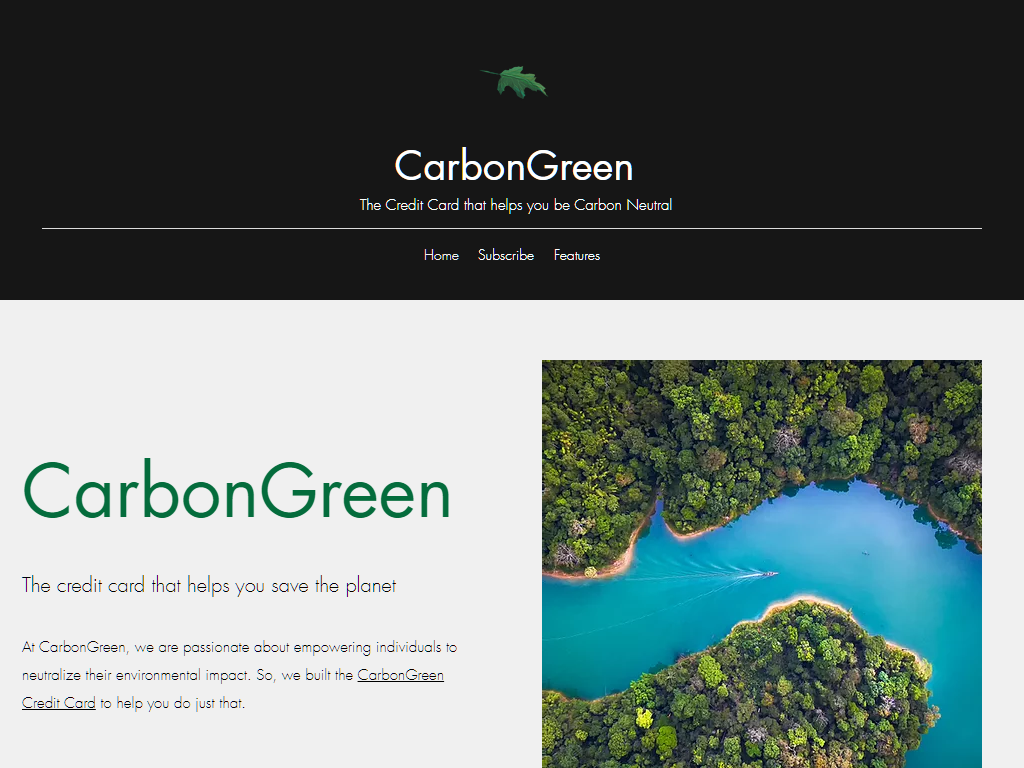 CarbonGreen
The Credit Card that helps you be Carbon Neutral
Home Subscribe Features
CarbonGreen
The credit card that helps you save the planet
At CarbonGreen, we are passionate about empowering individuals to
neutralize their environmental impact. So, we built the CarbonGreen
Credit Card to help you do just that.